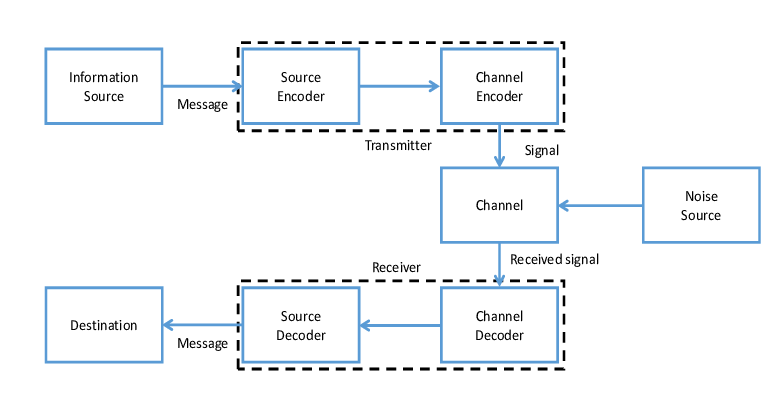 Information
Source
Message
Source
Encoder
Channel
Encoder
Transmitter
Signal
Channel
Noise
Source
Received signal
Receiver
Channel
Decoder
Source
Decoder
Message
Destination